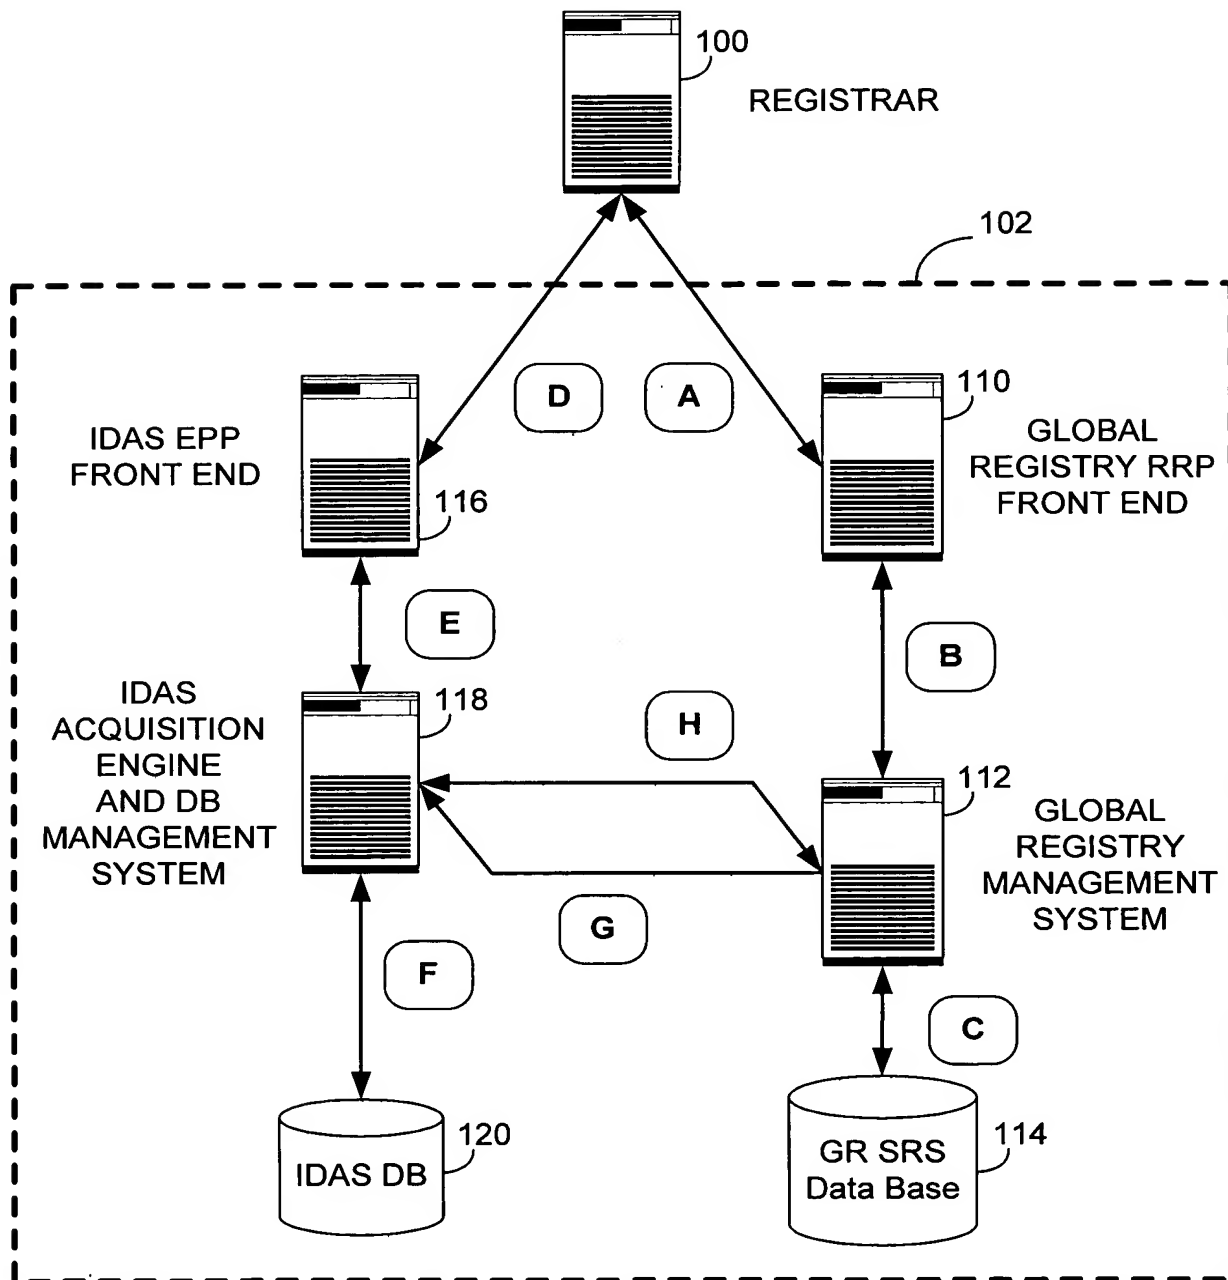 100
REGISTRAR
102
D
A
110
IDAS EPP
FRONT END
116
GLOBAL
REGISTRY RRP
FRONT END
E
B
IDAS
ACQUISITION
ENGINE
AND DB
MANAGEMENT
SYSTEM
118
H
112
GLOBAL
REGISTRY
MANAGEMENT
SYSTEM
G
F
C
120
IDAS DB
114
GR SRS
Data Base